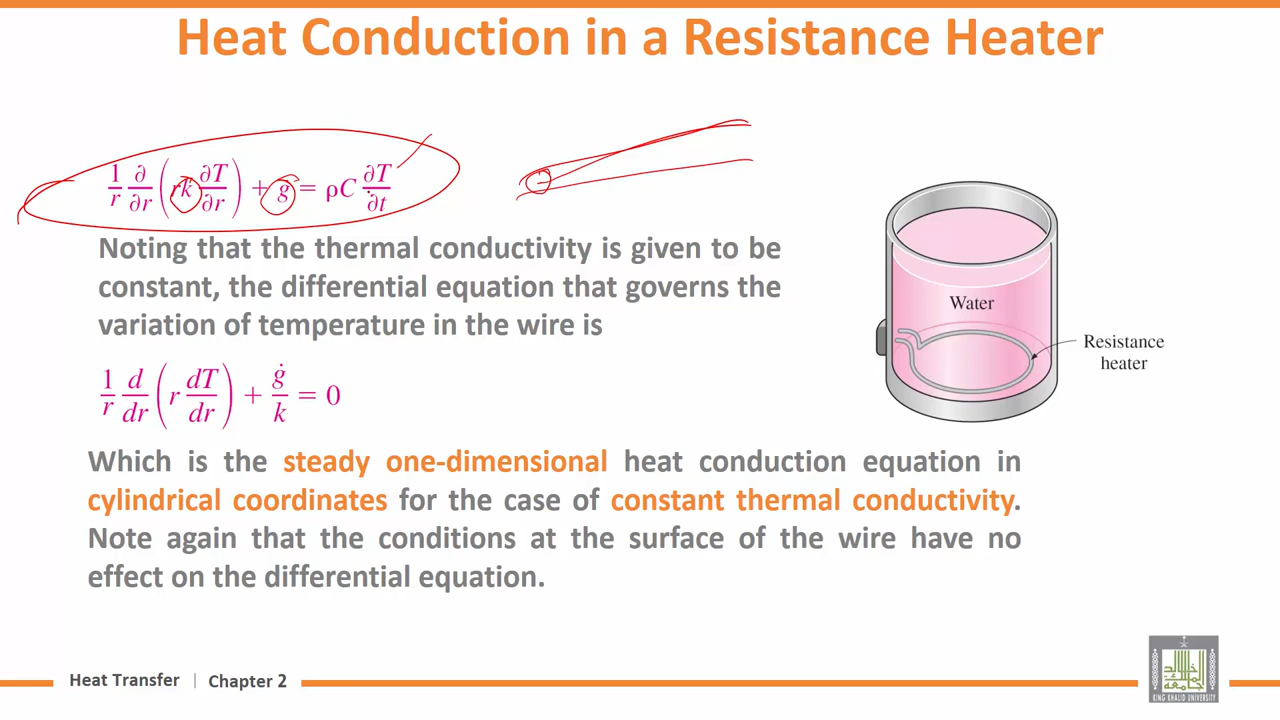 Heat Conduction in a Resistance Heater
1/r ∂/∂r (rk ∂T/∂r) + ġ = ρC ∂T/∂t
Noting that the thermal conductivity is given to be
constant, the differential equation that governs the
variation of temperature in the wire is
1/r d/dr (r dT/dr) + ġ/k = 0
Water
Resistance
heater
Which is the steady one-dimensional heat conduction equation in
cylindrical coordinates for the case of constant thermal conductivity.
Note again that the conditions at the surface of the wire have no
effect on the differential equation.
Heat Transfer | Chapter 2
KING KHALID UNIVERSITY